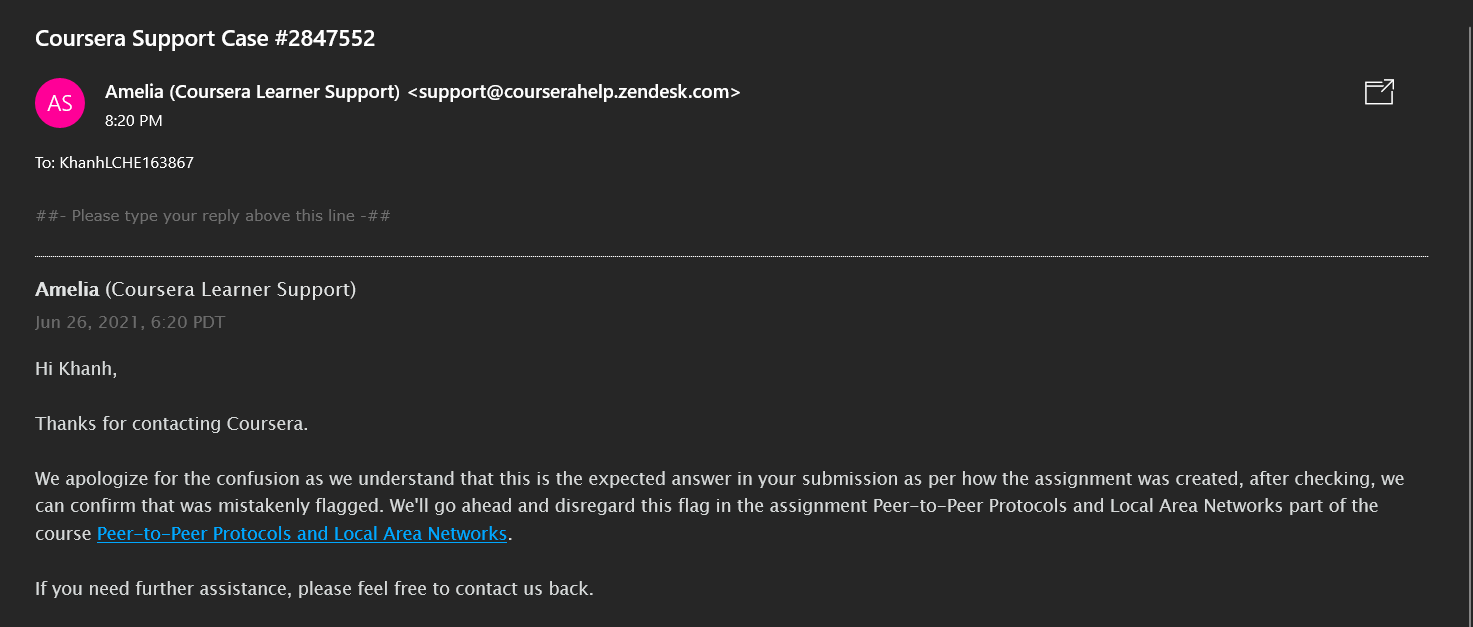 Coursera Support Case #2847552
AS
Amelia (Coursera Learner Support) <support@courserahelp.zendesk.com>
8:20 PM
To: KhanhLCHE163867
##- Please type your reply above this line -##
Amelia (Coursera Learner Support)
Jun 26, 2021, 6:20 PDT
Hi Khanh,
Thanks for contacting Coursera.
We apologize for the confusion as we understand that this is the expected answer in your submission as per how the assignment was created, after checking, we
can confirm that was mistakenly flagged. We'll go ahead and disregard this flag in the assignment Peer-to-Peer Protocols and Local Area Networks part of the
course Peer-to-Peer Protocols and Local Area Networks.
If you need further assistance, please feel free to contact us back.